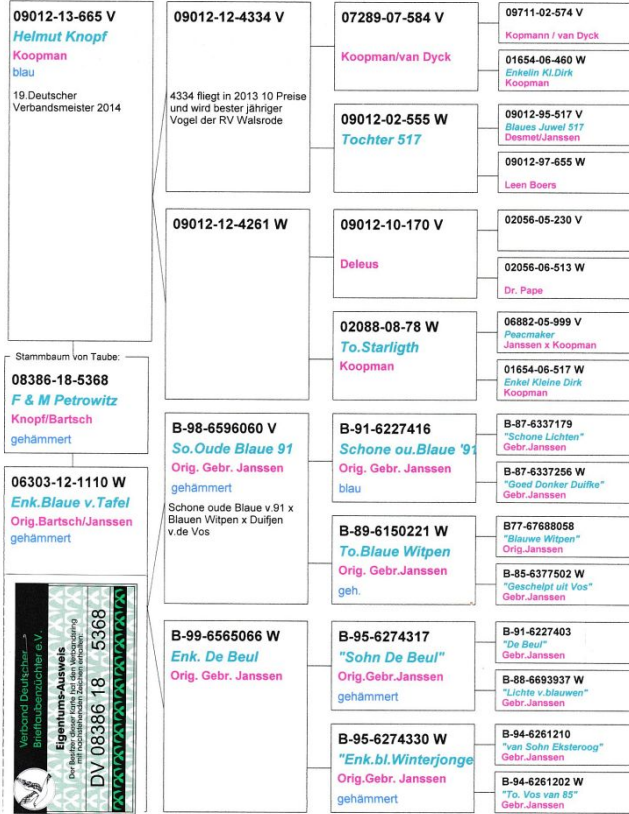 09012-13-665 V
Helmut Knopf
Koopman
blau
19.Deutscher
Verbandsmeister 2014
Stammbaum von Taube:
08386-18-5368
F & M Petrowitz
Knopf/Bartsch
gehämmert
06303-12-1110 W
Enk.Blaue v.Tafel
Orig.Bartsch/Janssen
gehämmert
Verband Deutscher
Brieftaubenzüchter e.V.
Eigentums-Ausweis
Der Besitzer dieser Karte hat den Verbandsring
mit nachstehenden Zeichen erhalten:
DV 08386 18 5368
09012-12-4334 V
4334 fliegt in 2013 10 Preise
und wird bester jähriger
Vogel der RV Walsrode
09012-12-4261 W
B-98-6596060 V
So.Oude Blaue 91
Orig. Gebr. Janssen
gehämmert
Schone oude Blaue v.91 x
Blauen Witpen x Duifjen
v.de Vos
B-99-6565066 W
Enk. De Beul
Orig. Gebr. Janssen
07289-07-584 V
Koopman/van Dyck
09012-02-555 W
Tochter 517
09012-10-170 V
Deleus
02088-08-78 W
To.Starligth
Koopman
B-91-6227416
Schone ou.Blaue '91
Orig. Gebr. Janssen
blau
B-89-6150221 W
To.Blaue Witpen
Orig. Gebr.Janssen
geh.
B-95-6274317
"Sohn De Beul"
Orig.Gebr.Janssen
gehämmert
B-95-6274330 W
"Enk.bl.Winterjonge
Orig.Gebr. Janssen
gehämmert
09711-02-574 V
Kopmann / van Dyck
01654-06-460 W
Enkelin Kl.Dirk
Koopman
09012-95-517 V
Blaues Juwel 517
Desmet/Janssen
09012-97-655 W
Leen Boers
02056-05-230 V
02056-06-513 W
Dr. Pape
06882-05-999 V
Peacmaker
Janssen x Koopman
01654-06-517 W
Enkel Kleine Dirk
Koopman
B-87-6337179
"Schone Lichten"
Gebr.Janssen
B-87-6337256 W
"Goed Donker Duifke"
Gebr.Janssen
B77-67688058
"Blauwe Witpen"
Orig.Janssen
B-85-6377502 W
"Geschelpt uit Vos"
Gebr.Janssen
B-91-6227403
"De Beul"
Gebr.Janssen
B-88-6693937 W
"Lichte v.blauwen"
Gebr.Janssen
B-94-6261210
"van Sohn Eksteroog"
Gebr.Janssen
B-94-6261202 W
"To. Vos van 85"
Gebr.Janssen